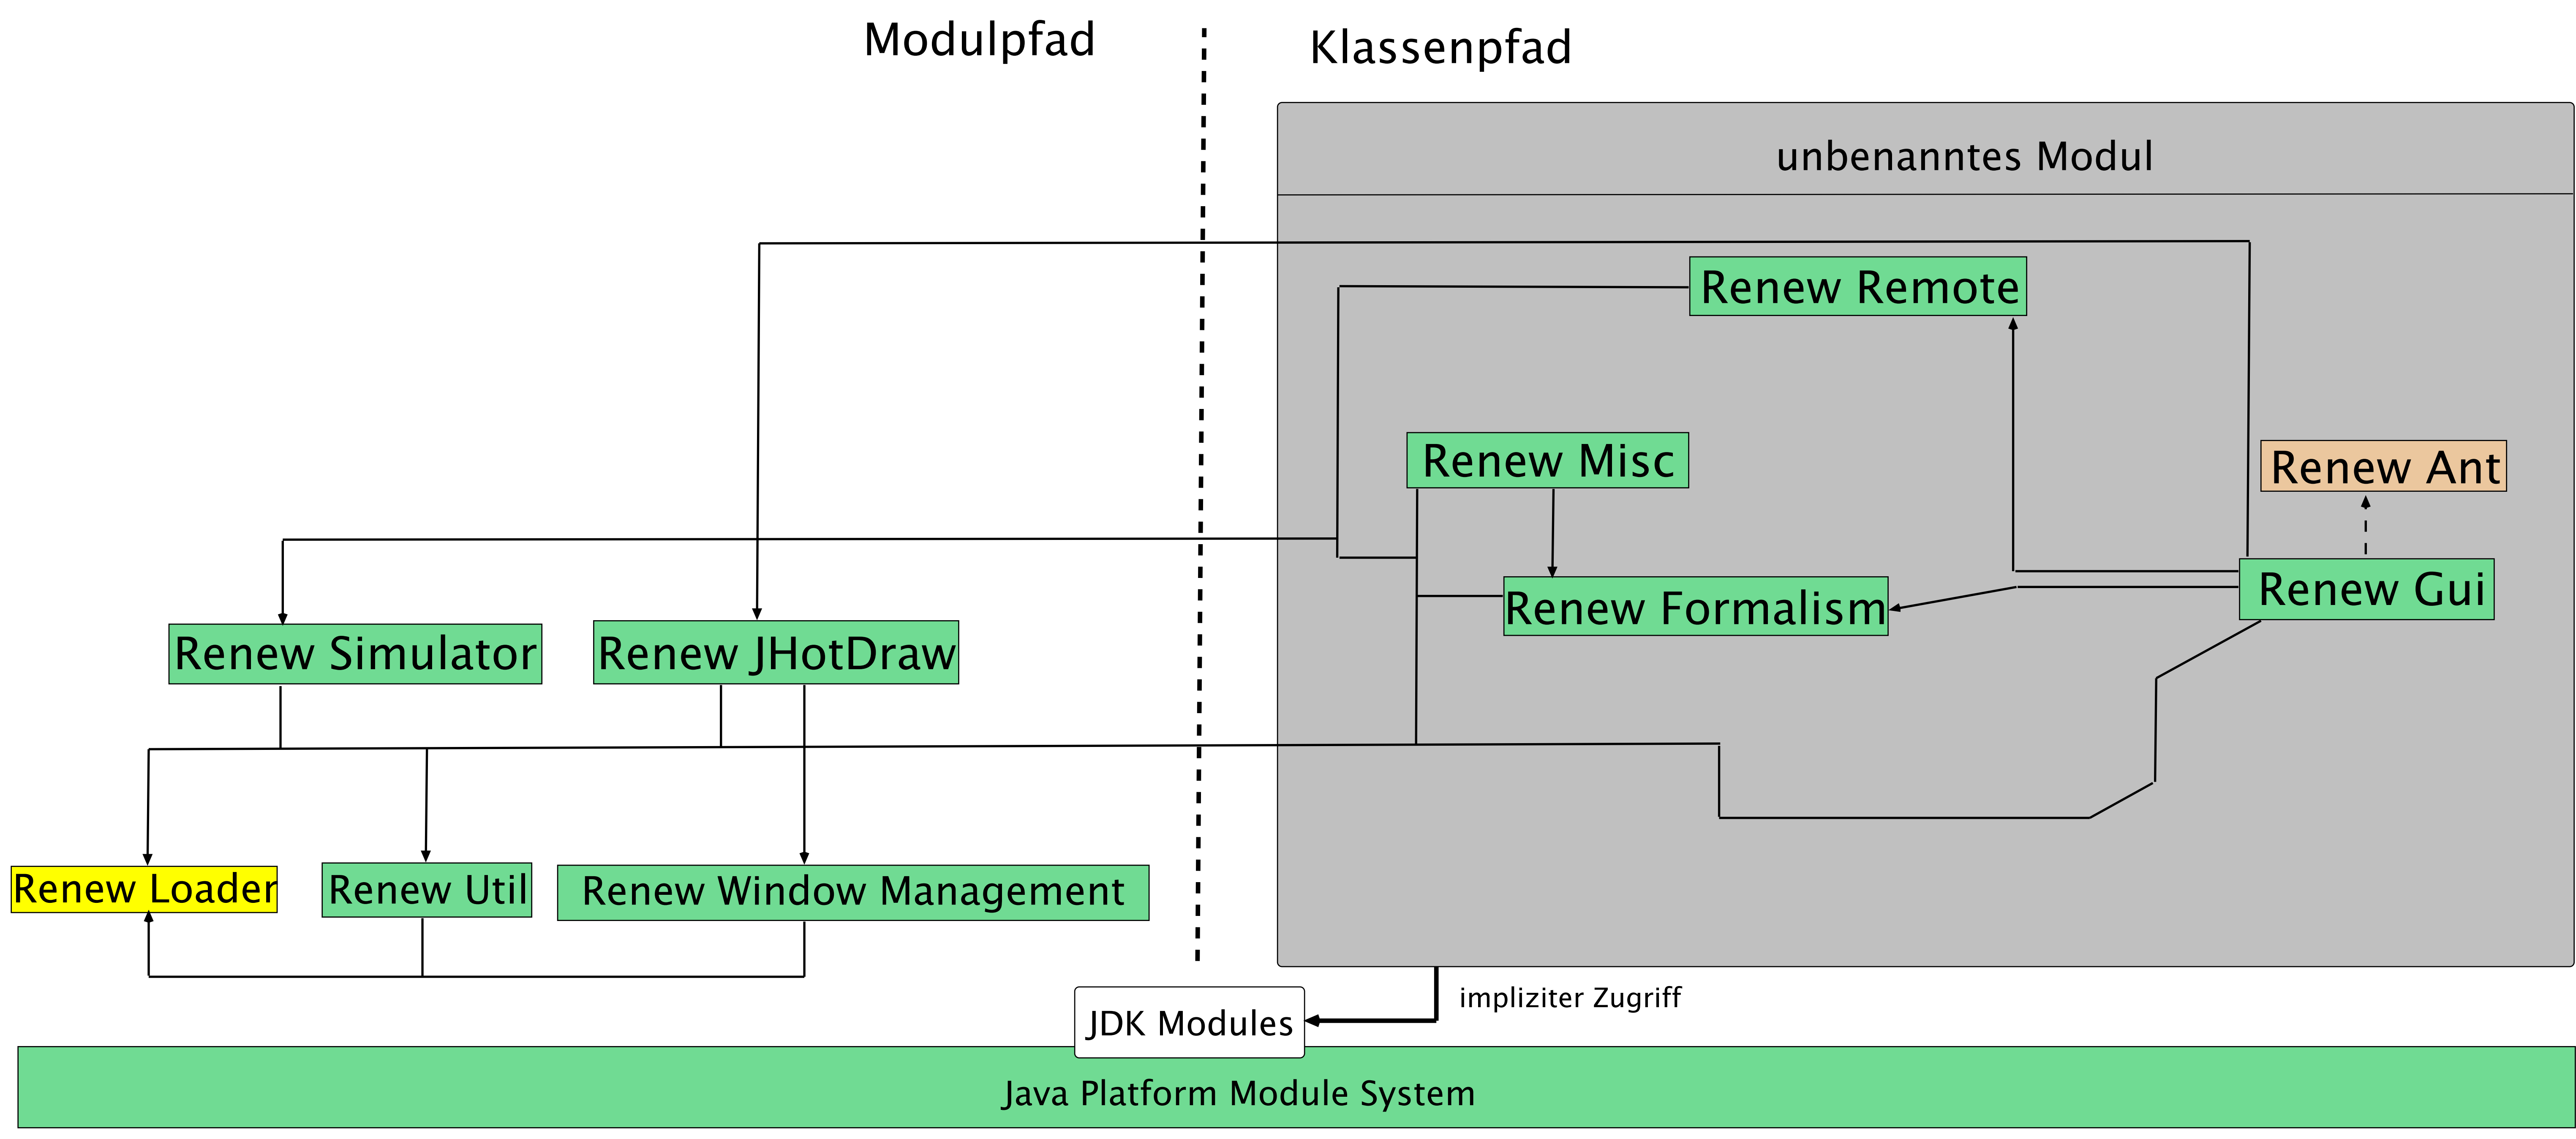 Modulpfad
Klassenpfad
unbenanntes Modul
Renew Remote
Renew Misc
Renew Ant
Renew Formalism
Renew Gui
Renew Simulator
Renew JHotDraw
Renew Loader
Renew Util
Renew Window Management
impliziter Zugriff
JDK Modules
Java Platform Module System